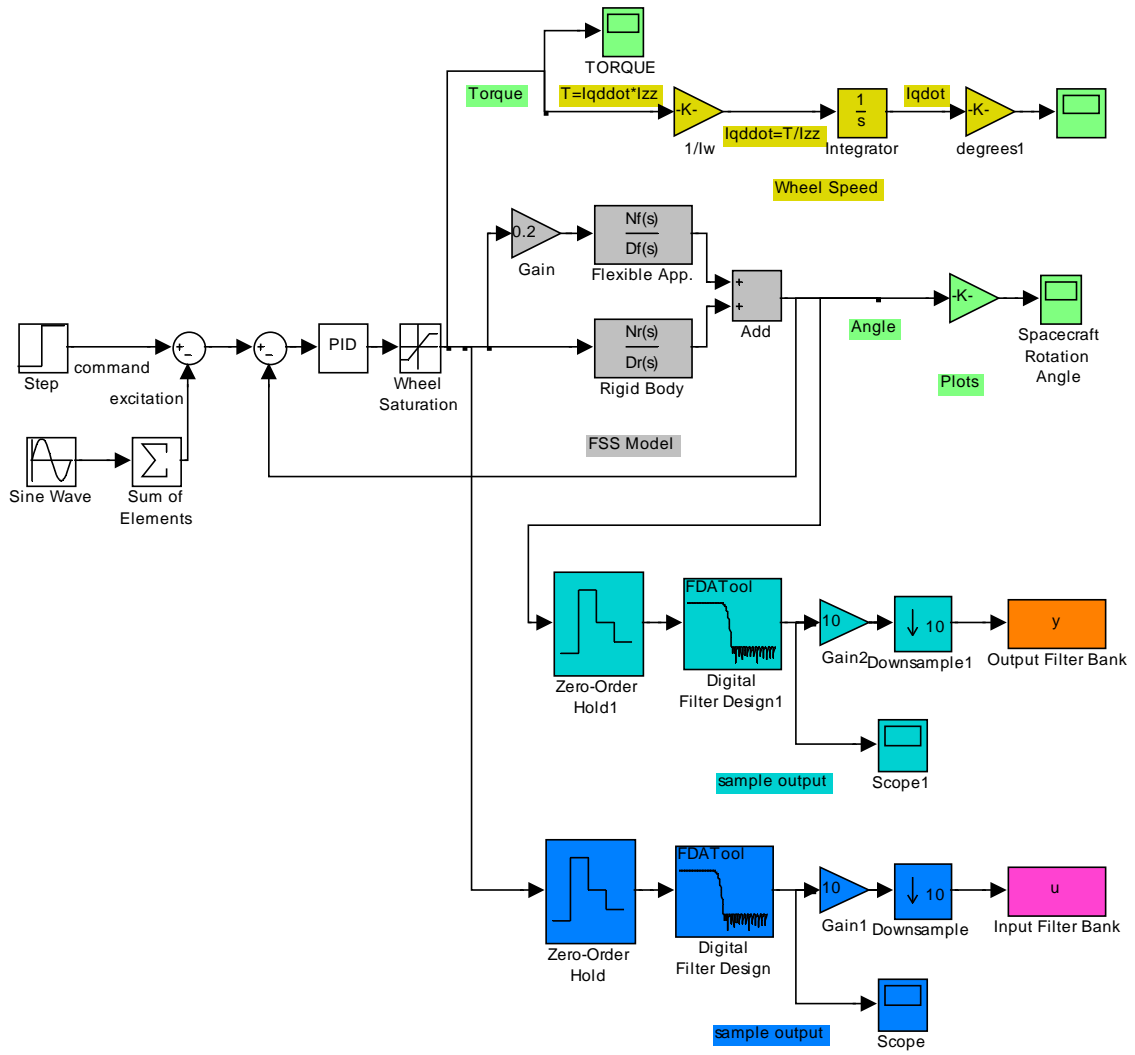 TORQUE
Torque
T=Iqddot*Izz
-K-
1/Iw
Iqddot=T/Izz
1
s
Integrator
Iqdot
-K-
degrees1
Wheel Speed
0.2
Gain
Nf(s)
Df(s)
Flexible App.
+
+
Add
Angle
-K-
Spacecraft
Rotation
Angle
Plots
Step
command
+
−
excitation
+
−
PID
Wheel
Saturation
Nr(s)
Dr(s)
Rigid Body
FSS Model
Sine Wave
Sum of
Elements
Zero-Order
Hold1
FDATool
Digital
Filter Design1
10
Gain2
10
Downsample1
y
Output Filter Bank
Scope1
sample output
Zero-Order
Hold
FDATool
Digital
Filter Design
10
Gain1
10
Downsample
u
Input Filter Bank
Scope
sample output